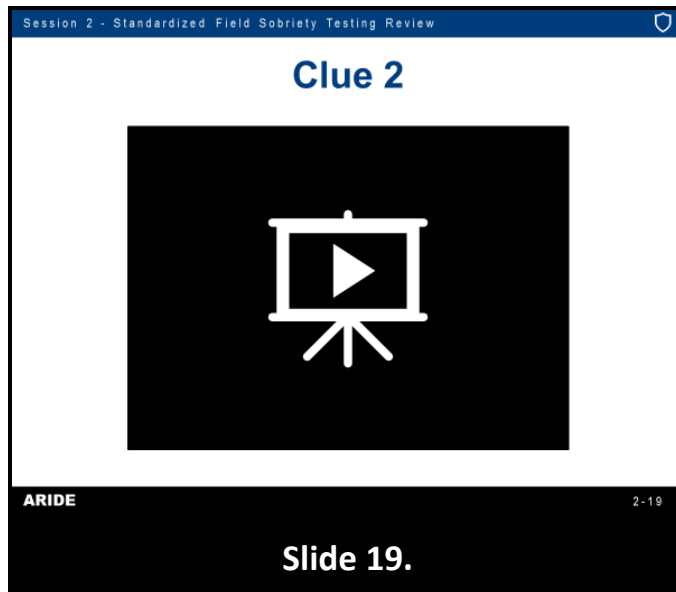 Session 2 - Standardized Field Sobriety Testing Review
Clue 2
ARIDE
2-19
Slide 19.